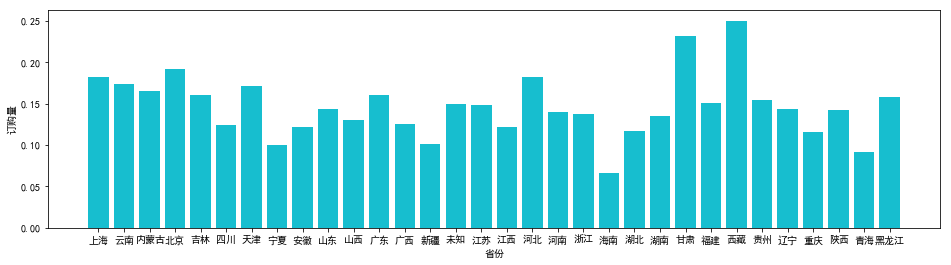 订购量
0.25
0.20
0.15
0.10
0.05
0.00
上海 云南 内蒙古 北京 吉林 四川 天津 宁夏 安徽 山东 山西 广东 广西 新疆 未知 江苏 江西 河北 河南 浙江 海南 湖北 湖南 甘肃 福建 西藏 贵州 辽宁 重庆 陕西 青海 黑龙江
省份